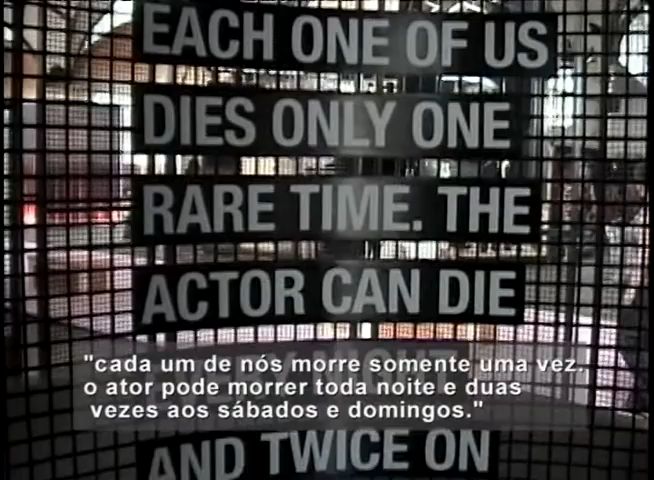 EACH ONE OF US
DIES ONLY ONE
RARE TIME. THE
ACTOR CAN DIE
"cada um de nós morre somente uma vez.
o ator pode morrer toda noite e duas
vezes aos sábados e domingos."
AND TWICE ON